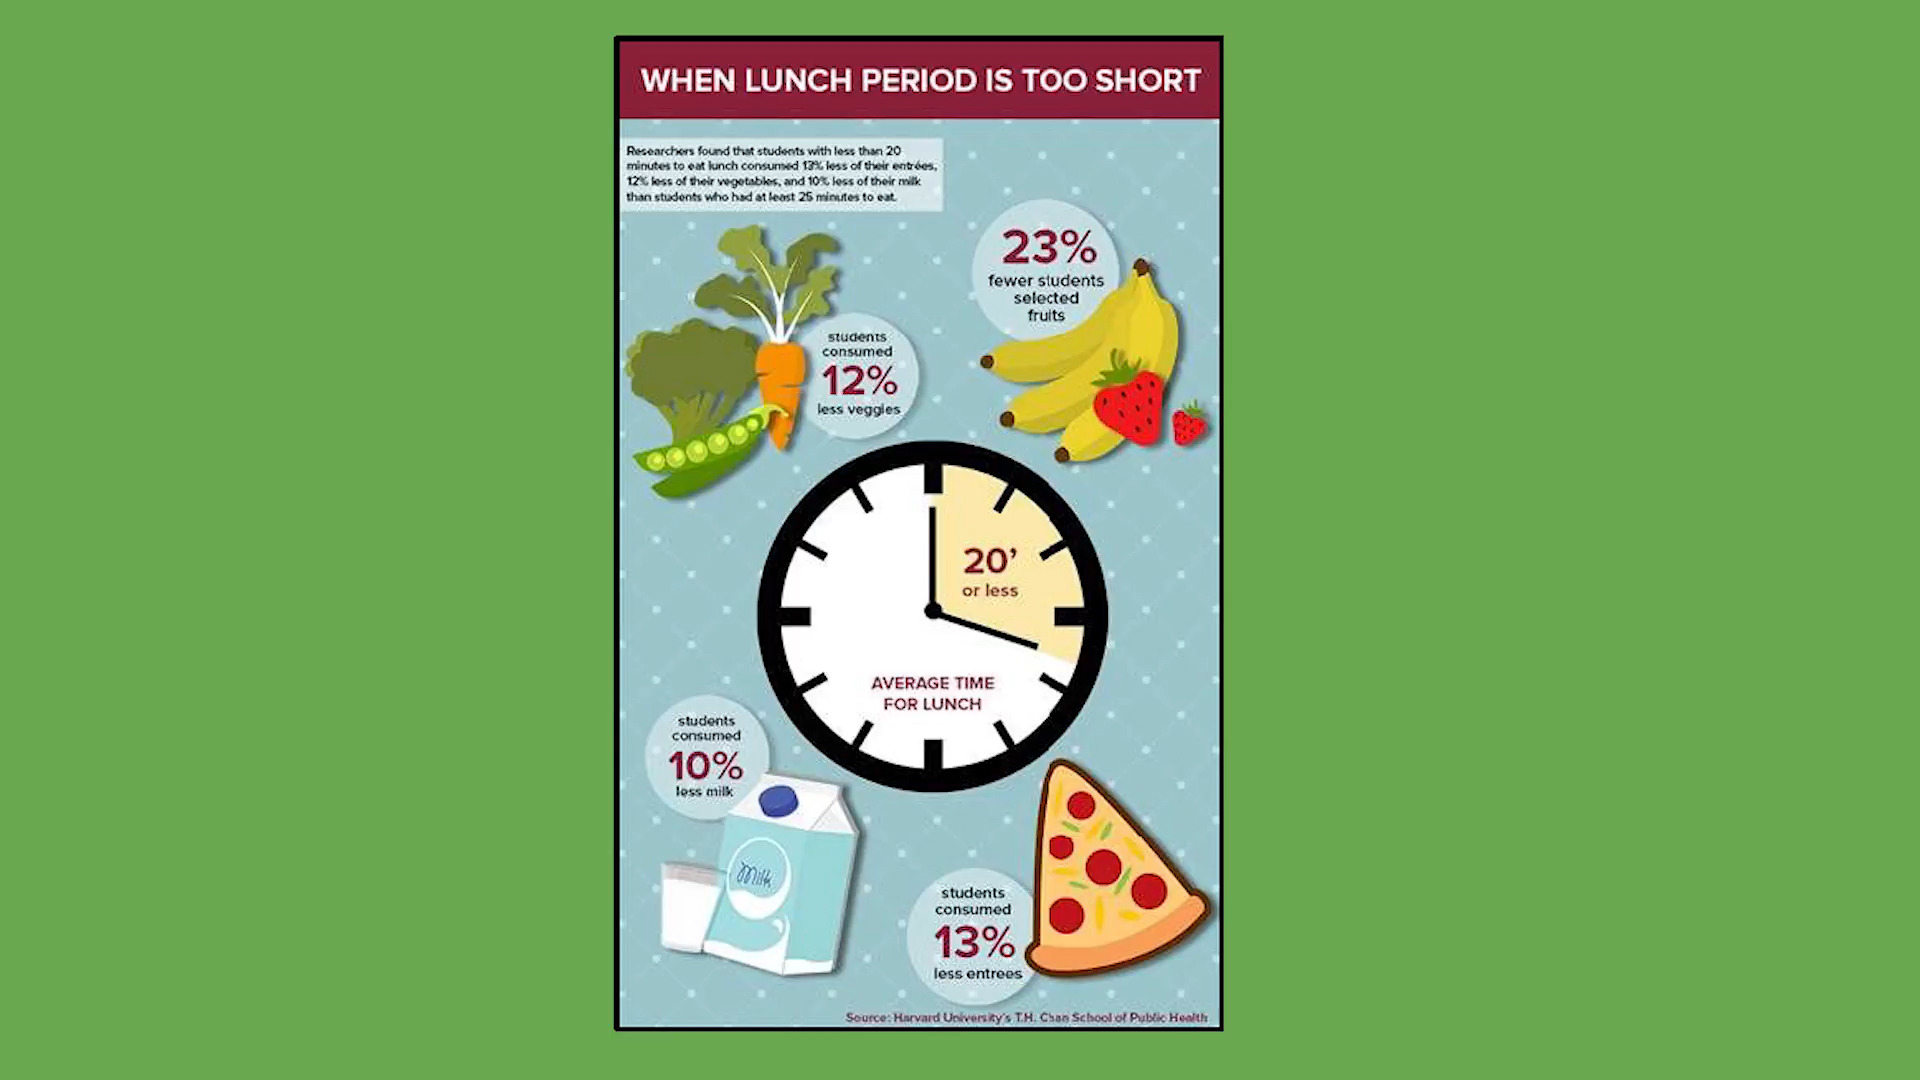 WHEN LUNCH PERIOD IS TOO SHORT
Researchers found that students with less than 20
minutes to eat lunch consumed 13% less of their entrées,
12% less of their vegetables, and 10% less of their milk
than students who had at least 25 minutes to eat.
23%
fewer students
selected
fruits
students
consumed
12%
less veggies
20'
or less
AVERAGE TIME
FOR LUNCH
students
consumed
10%
less milk
Milk
students
consumed
13%
less entrees
Source: Harvard University's T.H. Chan School of Public Health